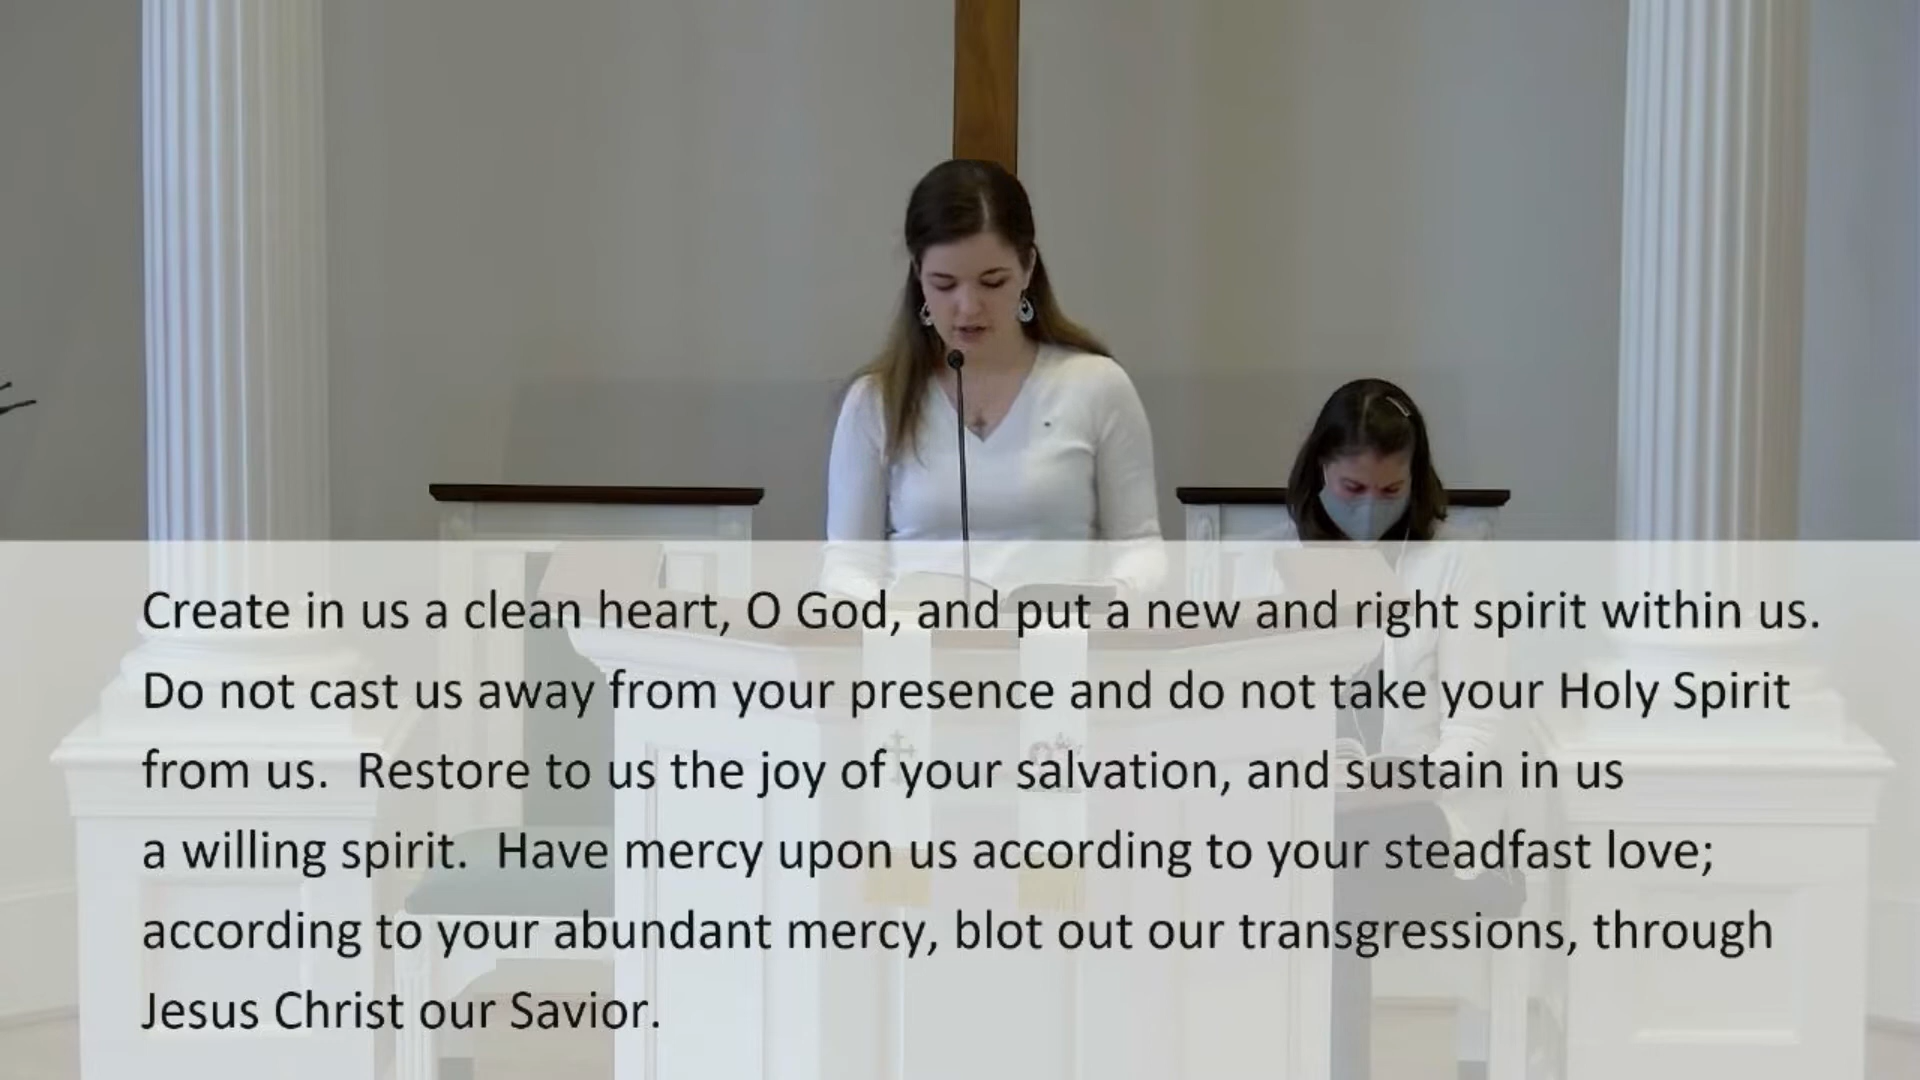 Create in us a clean heart, O God, and put a new and right spirit within us.
Do not cast us away from your presence and do not take your Holy Spirit
from us.  Restore to us the joy of your salvation, and sustain in us
a willing spirit.  Have mercy upon us according to your steadfast love;
according to your abundant mercy, blot out our transgressions, through
Jesus Christ our Savior.